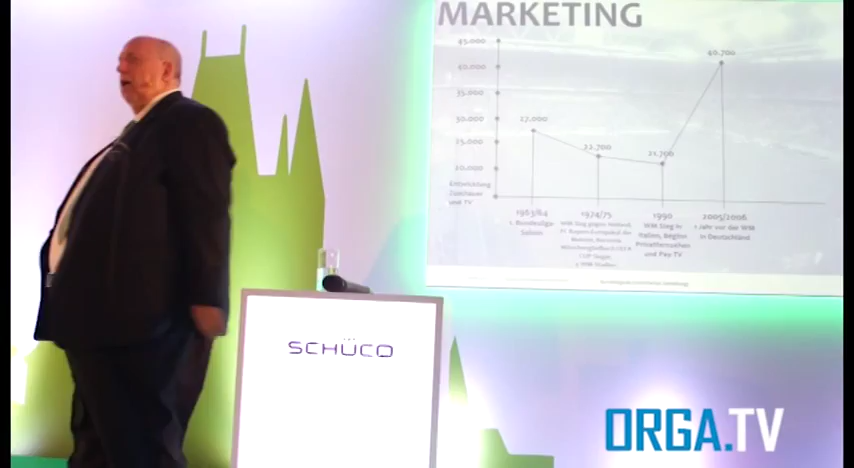 MARKETING
45.000
40.700
40.000
35.000
30.000
27.000
25.000
22.700
21.700
20.000
Entwicklung
Zuschauer
und TV
1963/64
1. Bundesliga-
Saison
1974/75
1990
WM Sieg in
Italien, Beginn
Privatfernsehen
und Pay TV
2005/2006
1 Jahr vor der WM
in Deutschland
SCHÜCO
ORGA.TV